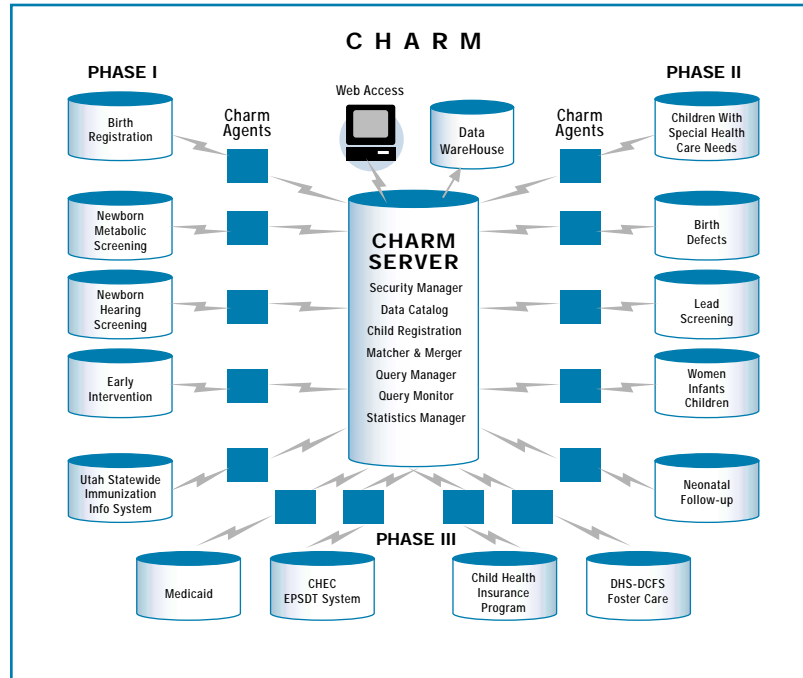 CHARM
PHASE I
PHASE II
Web Access
Charm
Agents
Charm
Agents
Birth
Registration
Data
WareHouse
Children With
Special Health
Care Needs
Newborn
Metabolic
Screening
Birth
Defects
CHARM
SERVER
Security Manager
Data Catalog
Child Registration
Matcher & Merger
Query Manager
Query Monitor
Statistics Manager
Newborn
Hearing
Screening
Lead
Screening
Early
Intervention
Women
Infants
Children
Utah Statewide
Immunization
Info System
Neonatal
Follow-up
PHASE III
Medicaid
CHEC
EPSDT System
Child Health
Insurance
Program
DHS-DCFS
Foster Care